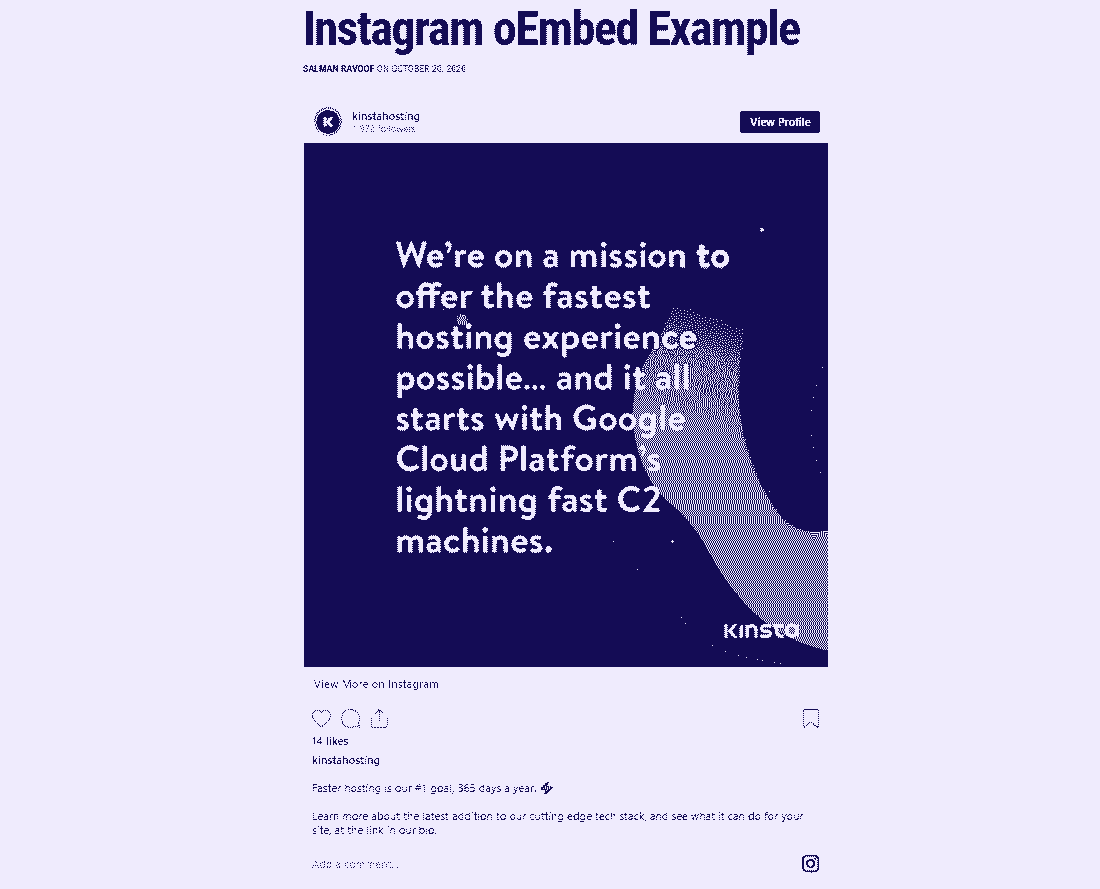 Instagram oEmbed Example
SALMAN RAVOOF ON OCTOBER 20, 2020
kinstahosting
followers
View Profile
We're on a mission to
offer the fastest
hosting experience
possible... and it all
starts with Google
Cloud Platform's
lightning fast C2
machines.
KINSTA
View More on Instagram
14 likes
kinstahosting
Faster hosting is our #1 goal, 365 days a year. ⚡
Learn more about the latest addition to our cutting edge tech stack, and see what it can do for your
site, at the link in our bio.
Add a comment...